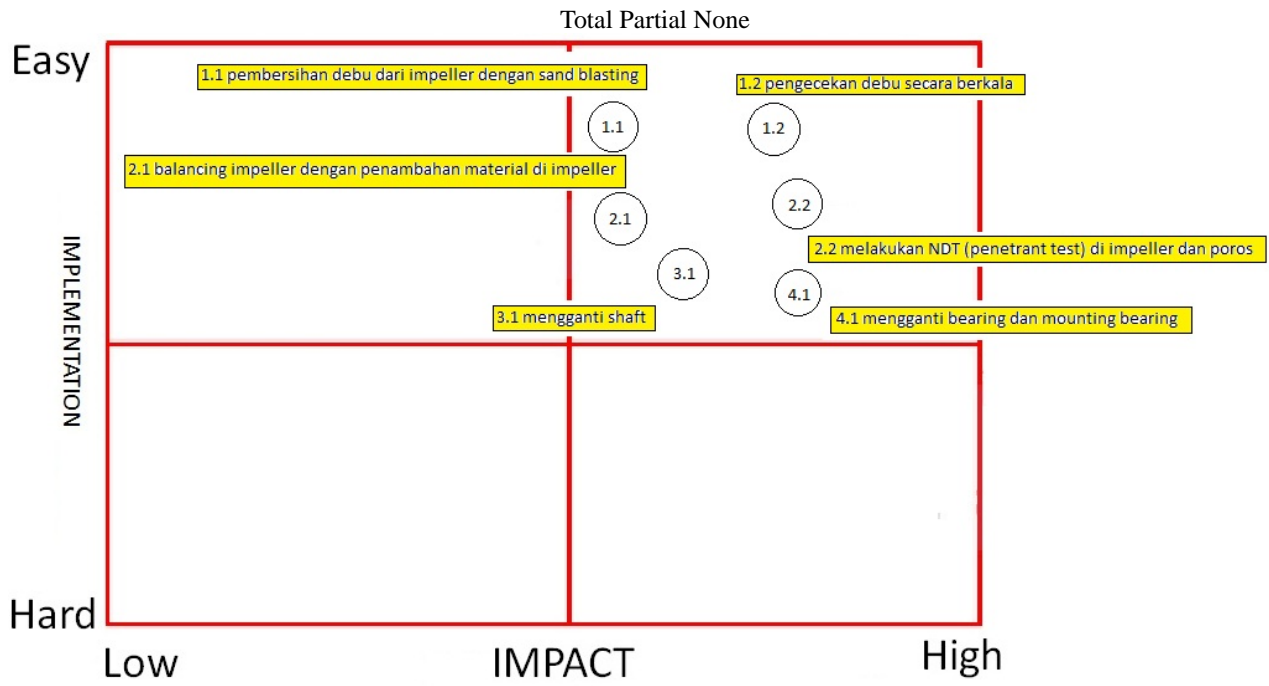 Total Partial None
Easy
1.1 pembersihan debu dari impeller dengan sand blasting
1.2 pengecekan debu secara berkala
1.1
1.2
2.1 balancing impeller dengan penambahan material di impeller
2.1
2.2
2.2 melakukan NDT (penetrant test) di impeller dan poros
3.1
4.1
3.1 mengganti shaft
4.1 mengganti bearing dan mounting bearing
IMPLEMENTATION
Hard
Low
IMPACT
High